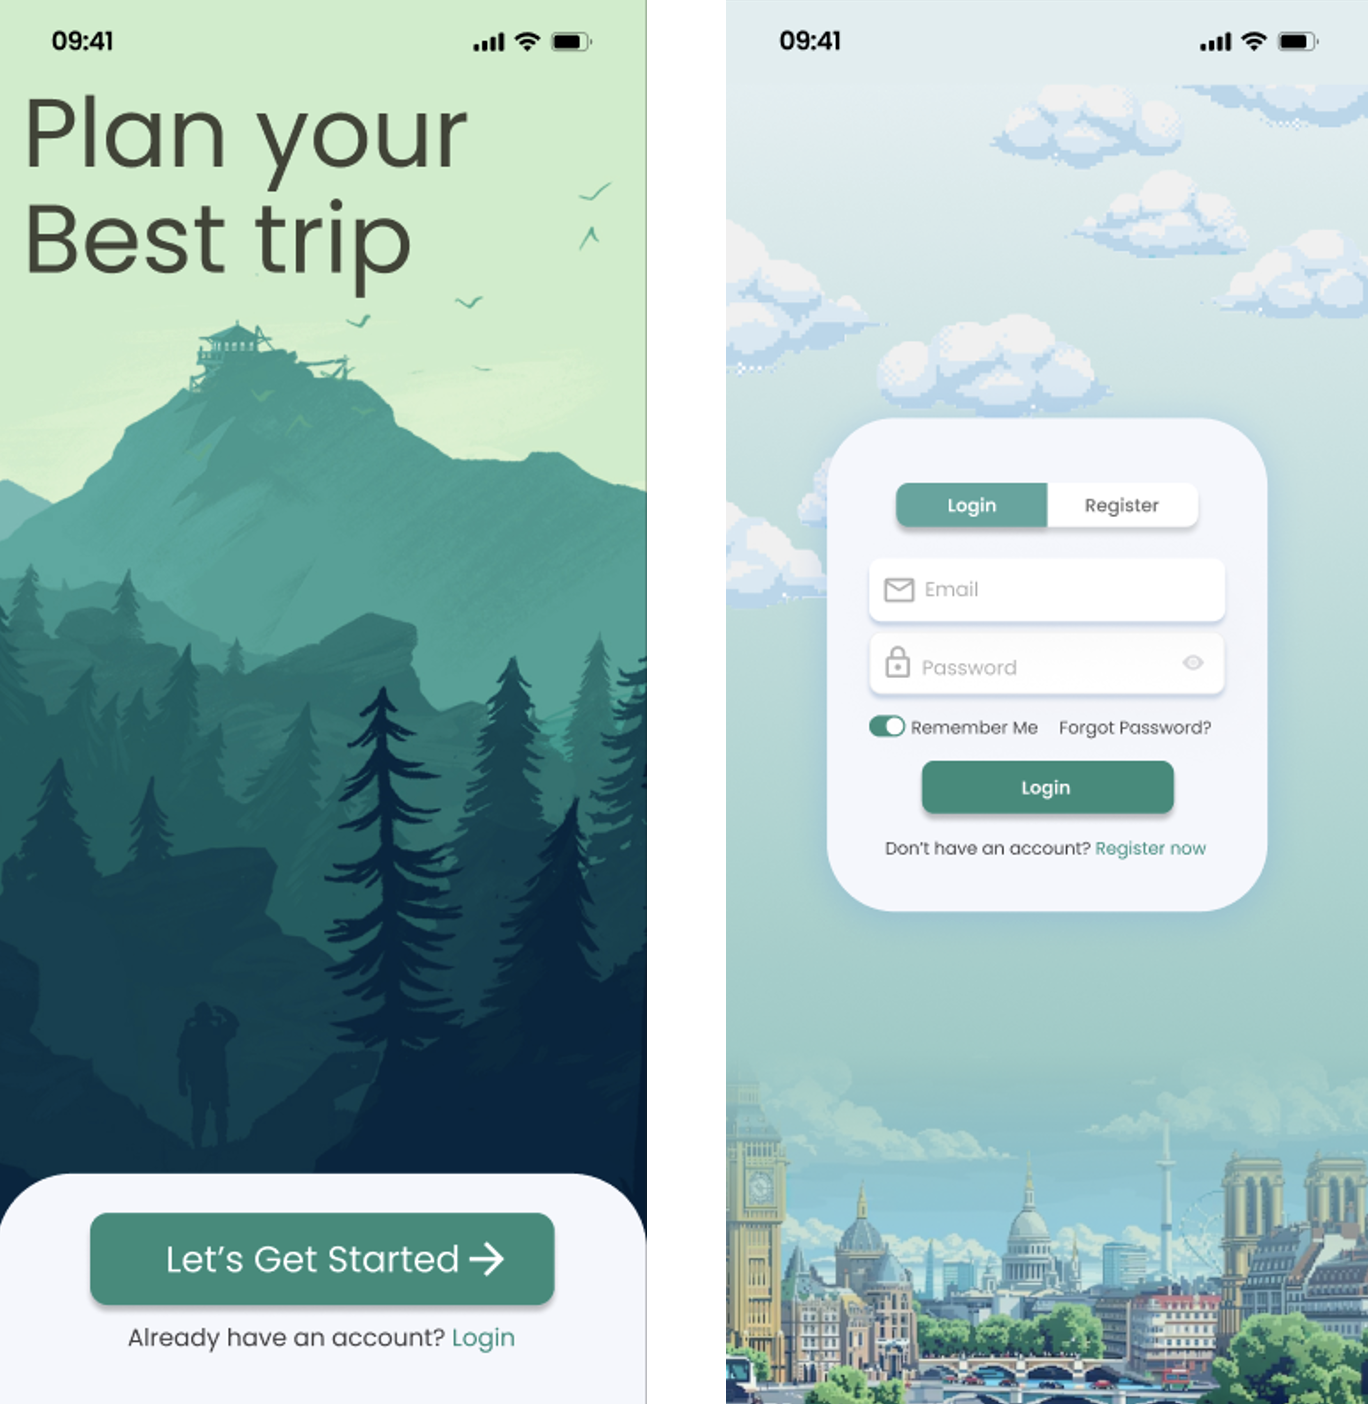 09:41
Plan your
Best trip
Let's Get Started
Already have an account? Login
09:41
Login Register
Email
Password
Remember Me Forgot Password?
Login
Don't have an account? Register now